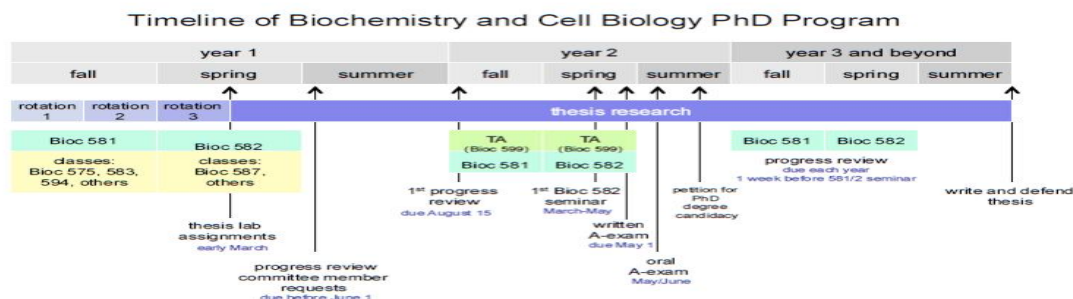 Timeline of Biochemistry and Cell Biology PhD Program
year 1
year 2
year 3 and beyond
fall
spring
summer
fall
spring
summer
fall
spring
summer
rotation
1
rotation
2
rotation
3
thesis research
Bioc 581
Bioc 582
classes:
Bioc 575, 583,
594, others
classes:
Bioc 587,
others
TA
(Bioc 599)
TA
(Bioc 599)
Bioc 581
Bioc 582
Bioc 581
Bioc 582
progress review
due each year
1 week before 581/2 seminar
thesis lab
assignments
early March
progress review
committee member
requests
due before June 1
1st progress
review
due August 15
1st Bioc 582
seminar
March-May
written
A-exam
due May 1
oral
A-exam
May/June
petition for
PhD
degree
candidacy
write and defend
thesis